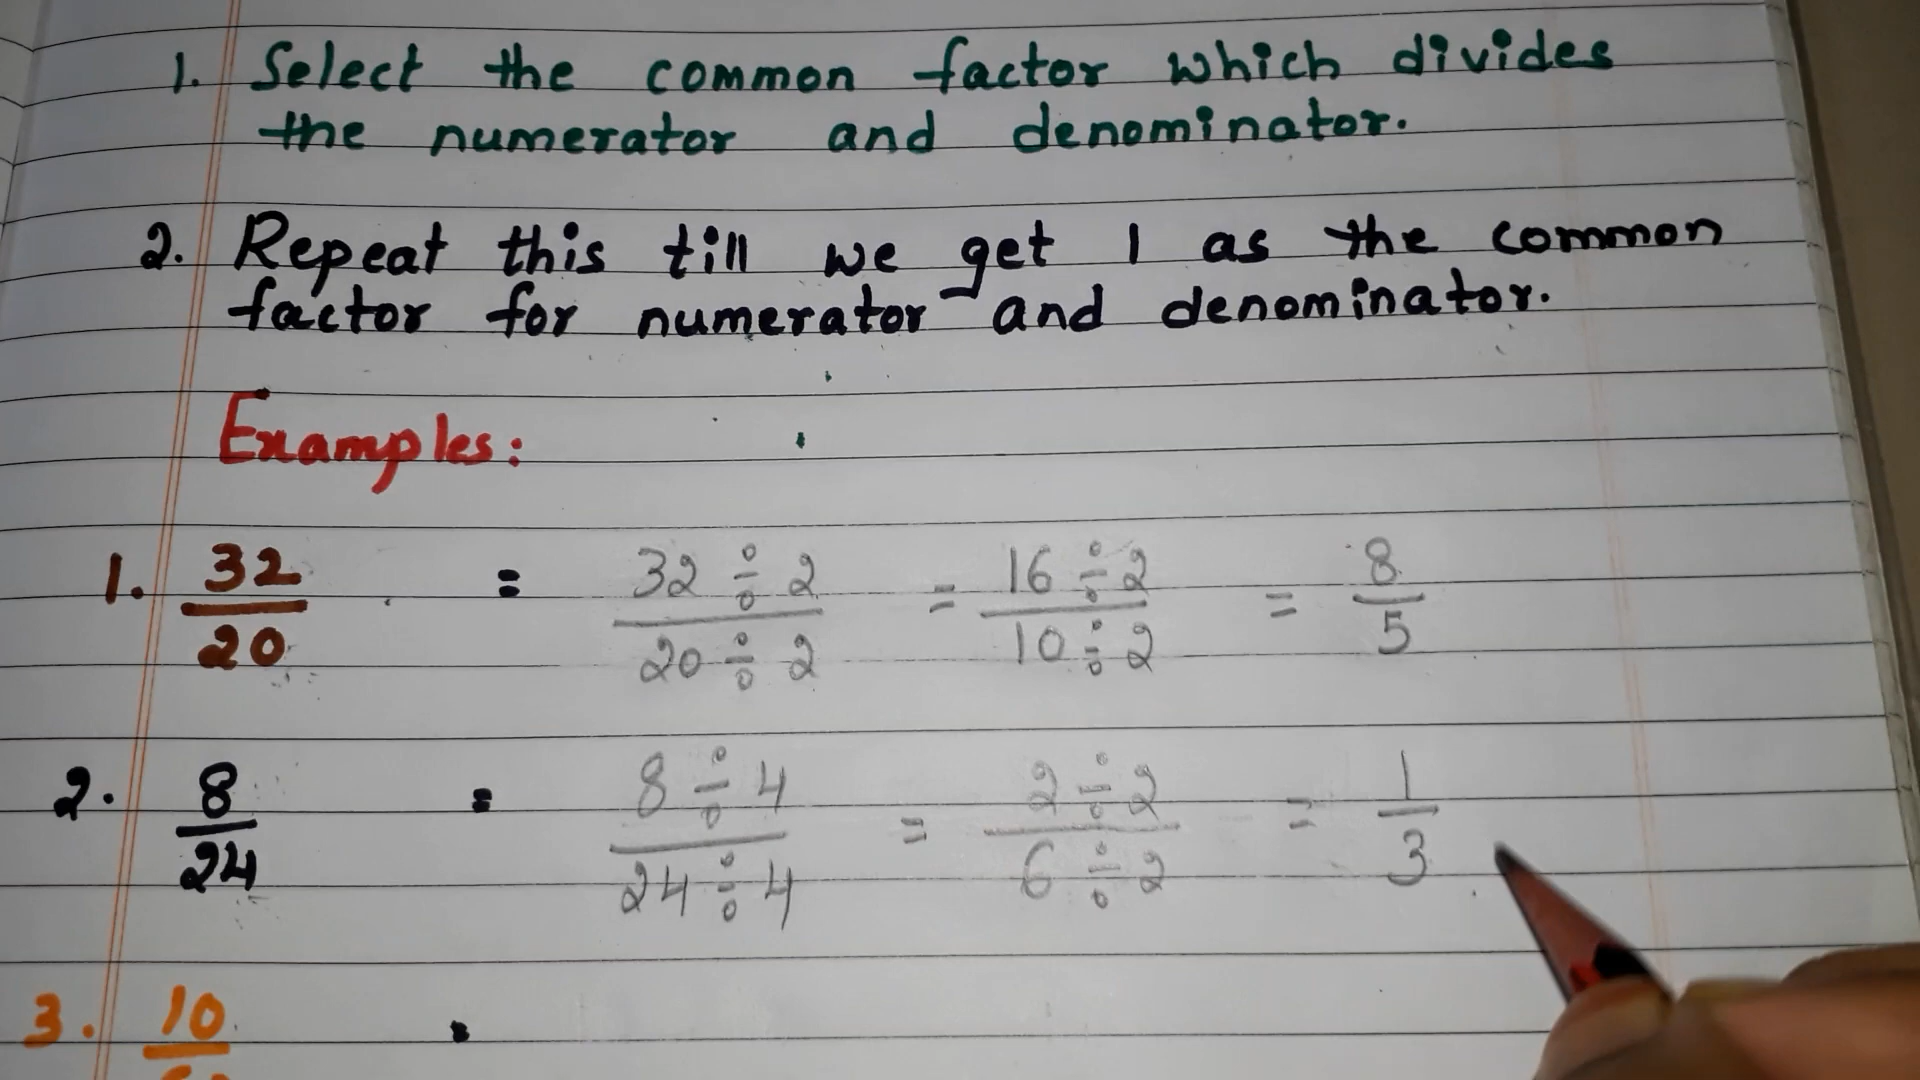 1. Select the common factor which divides
the numerator and denominator.
2. Repeat this till we get 1 as the common
factor for numerator and denominator.
Examples:
1. 32/20 = 32 ÷ 2/20 ÷ 2 = 16 ÷ 2/10 ÷ 2 = 8/5
2. 8/24 = 8 ÷ 4/24 ÷ 4 = 2 ÷ 2/6 ÷ 2 = 1/3
3. 10